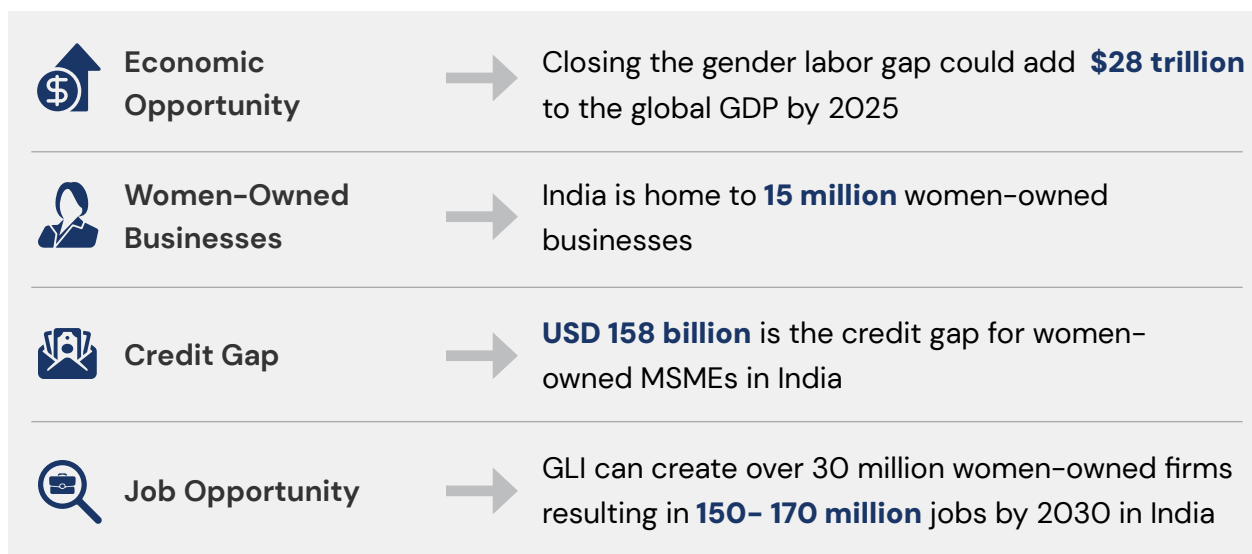 Economic
Opportunity
Closing the gender labor gap could add $28 trillion
to the global GDP by 2025
Women-Owned
Businesses
India is home to 15 million women-owned
businesses
Credit Gap
USD 158 billion is the credit gap for women-
owned MSMEs in India
Job Opportunity
GLI can create over 30 million women-owned firms
resulting in 150- 170 million jobs by 2030 in India